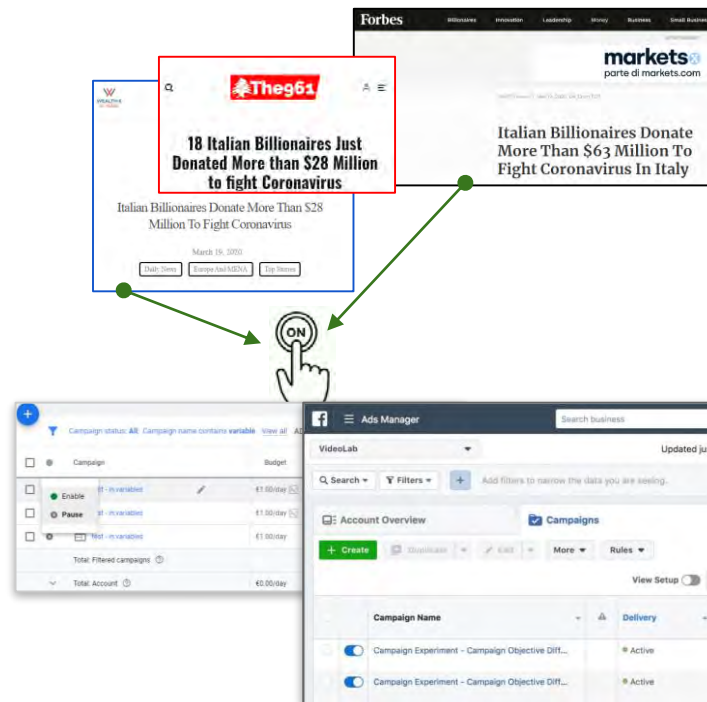 Forbes
Billionaires
Innovation
Leadership
Money
Business
Small Busines
markets
parte di markets.com
Italian Billionaires Donate
More Than $63 Million To
Fight Coronavirus In Italy
The961
18 Italian Billionaires Just
Donated More than $28 Million
to fight Coronavirus
WEALTH X
Italian Billionaires Donate More Than $28
Million To Fight Coronavirus
March 19, 2020
Daily News
Europe And MENA
Top Stories
ON
Campaign status: All Campaign name contains variable View all AD
Campaign
Budget
Enable
Pause
€1.00/day
€1.00/day
€1.00/day
Total: Filtered campaigns
Total: Account
€0.00/day
Ads Manager
Search business
VideoLab
Updated ju
Search
Filters
Add filters to narrow the data you are seeing.
Account Overview
Campaigns
+ Create
Duplicate
Edit
More
Rules
View Setup
Campaign Name
Delivery
Campaign Experiment - Campaign Objective Diff...
Active
Campaign Experiment - Campaign Objective Diff...
Active